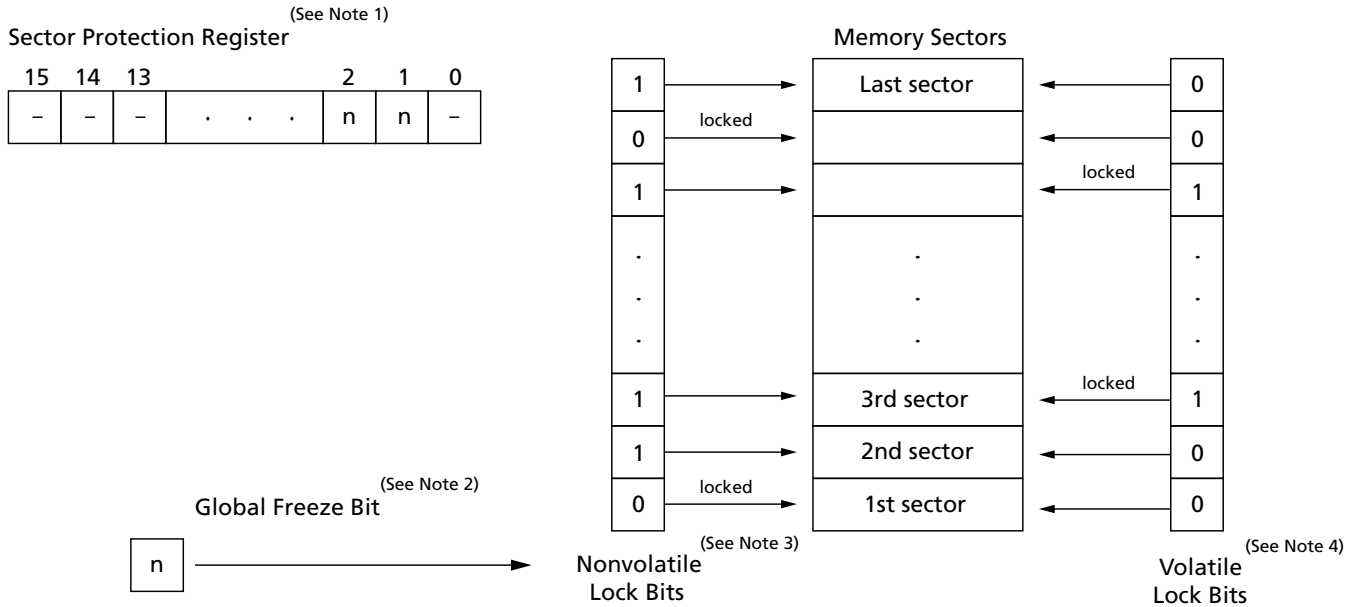 (See Note 1)
Sector Protection Register
15 14 13 2 1 0
– – – . . . n n –
Memory Sectors
1 Last sector 0
0 locked 0
1 locked 1
. . .
. . .
. . .
1 3rd sector locked 1
1 2nd sector 0
0 locked 1st sector 0
(See Note 2)
Global Freeze Bit
n
(See Note 3)
Nonvolatile
Lock Bits
(See Note 4)
Volatile
Lock Bits